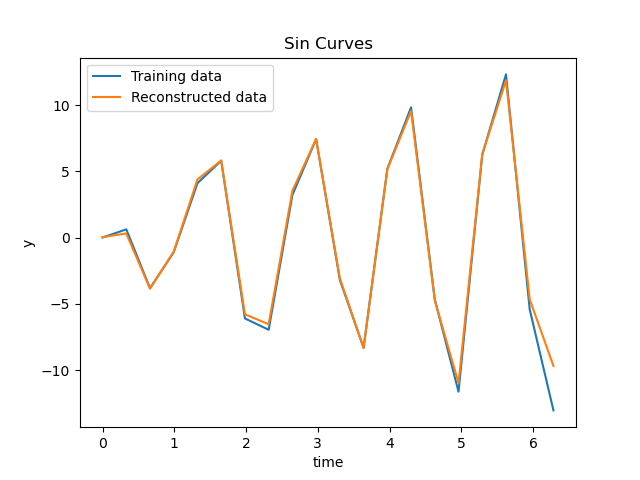 Sin Curves
Training data
Reconstructed data
10
5
0
−5
−10
y
0 1 2 3 4 5 6
time